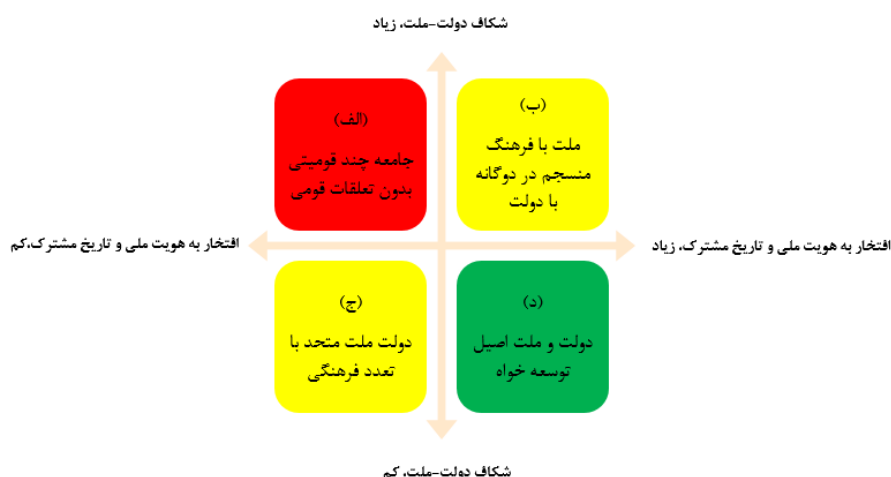 شکاف دولت-ملت، زیاد
(ب)
ملت با فرهنگ
منسجم در دوگانه
با دولت
(الف)
جامعه چند قومیتی
بدون تعلقات قومی
افتخار به هویت ملی و تاریخ مشترک، زیاد
افتخار به هویت ملی و تاریخ مشترک،کم
(د)
دولت و ملت اصیل
توسعه خواه
(ج)
دولت ملت متحد با
تعدد فرهنگی
شکاف دولت-ملت، کم